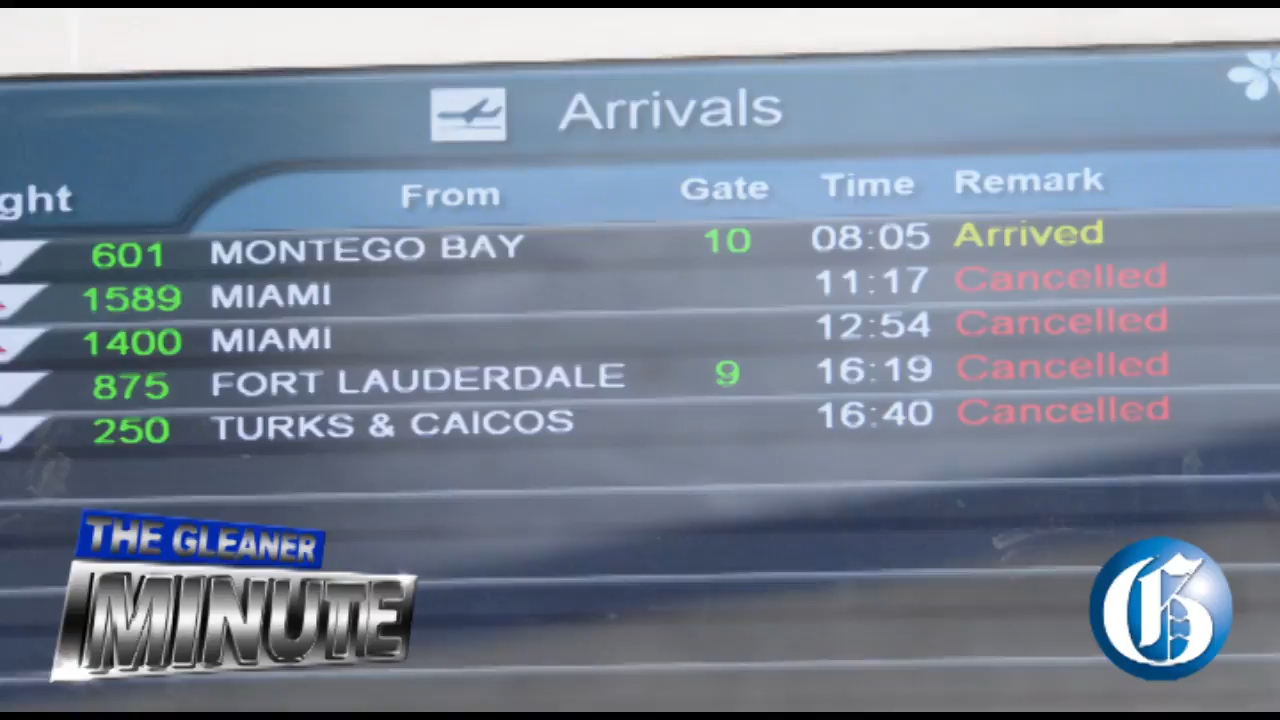 Arrivals
ght From Gate Time Remark
601 MONTEGO BAY 10 08:05 Arrived
1589 MIAMI 11:17 Cancelled
1400 MIAMI 12:54 Cancelled
875 FORT LAUDERDALE 9 16:19 Cancelled
250 TURKS & CAICOS 16:40 Cancelled
THE GLEANER
MINUTE
G